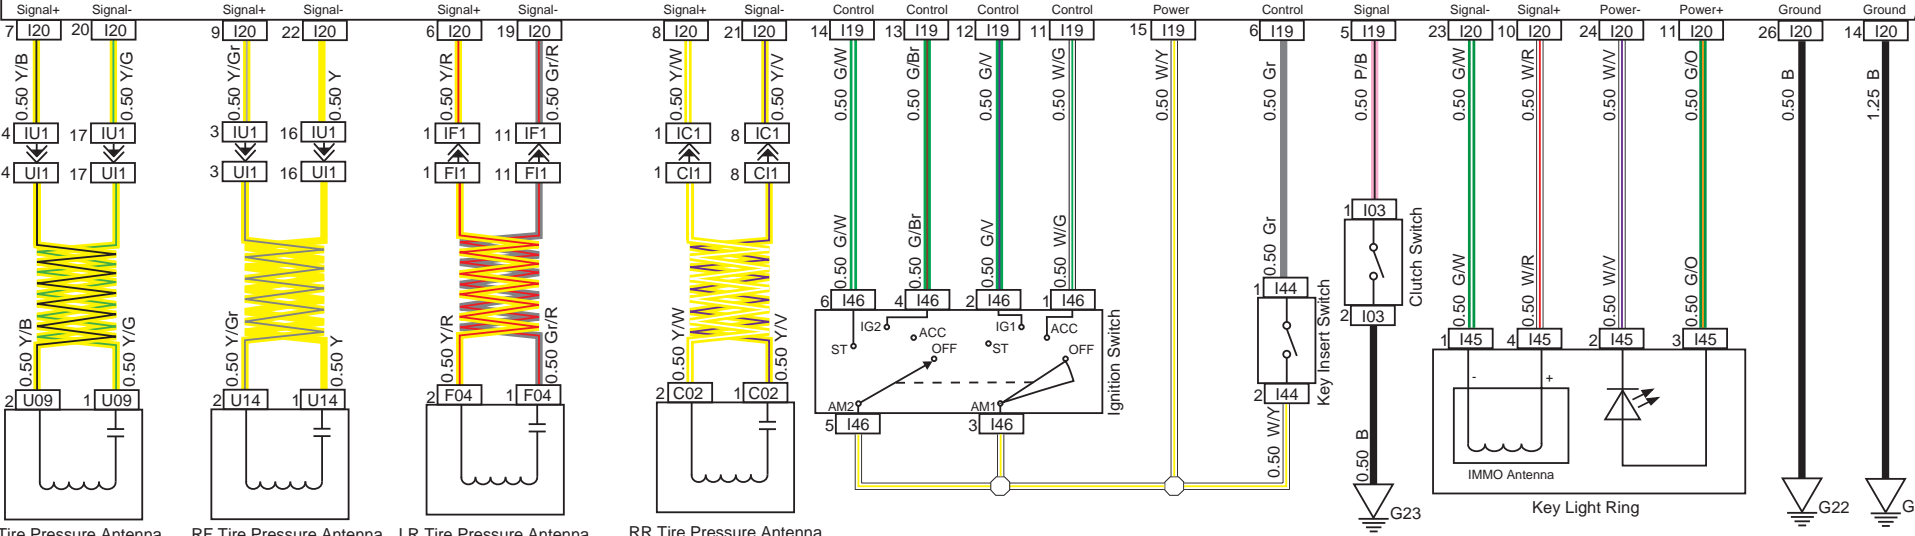 Signal+ Signal- Signal+ Signal- Signal+ Signal- Signal+ Signal- Control Control Control Control Power Control Signal Signal- Signal+ Power- Power+ Ground Ground
7 I20 20 I20 9 I20 22 I20 6 I20 19 I20 8 I20 21 I20 14 I19 13 I19 12 I19 11 I19 15 I19 6 I19 5 I19 23 I20 10 I20 24 I20 11 I20 26 I20 14 I20
0.50 Y/B 0.50 Y/G 0.50 Y/Gr 0.50 Y 0.50 Y/R 0.50 Gr/R 0.50 Y/W 0.50 Y/V 0.50 G/W 0.50 G/Br 0.50 G/V 0.50 W/G 0.50 W/Y 0.50 Gr 0.50 P/B 0.50 G/W 0.50 W/R 0.50 W/V 0.50 G/O 0.50 B 1.25 B
4 IU1 17 IU1 3 IU1 16 IU1 1 IF1 11 IF1 1 IC1 8 IC1
4 UI1 17 UI1 3 UI1 16 UI1 1 FI1 11 FI1 1 CI1 8 CI1
1 I03
Clutch Switch
0.50 G/W 0.50 G/Br 0.50 G/V 0.50 W/G 0.50 Gr
0.50 G/W 0.50 W/R 0.50 W/V 0.50 G/O
6 I46 4 I46 2 I46 1 I46 1 I44 2 I03
0.50 Y/B 0.50 Y/G 0.50 Y/Gr 0.50 Y 0.50 Y/R 0.50 Gr/R 0.50 Y/W 0.50 Y/V
IG2 ACC IG1 ACC
ST OFF ST OFF
Ignition Switch
Key Insert Switch
1 I45 4 I45 2 I45 3 I45
- +
2 U09 1 U09 2 U14 1 U14 2 F04 1 F04 2 C02 1 C02 2 I44
AM2 AM1
5 I46 3 I46
0.50 W/Y 0.50 B
IMMO Antenna
Key Light Ring
G23 G22 G
Tire Pressure Antenna RF Tire Pressure Antenna LR Tire Pressure Antenna RR Tire Pressure Antenna